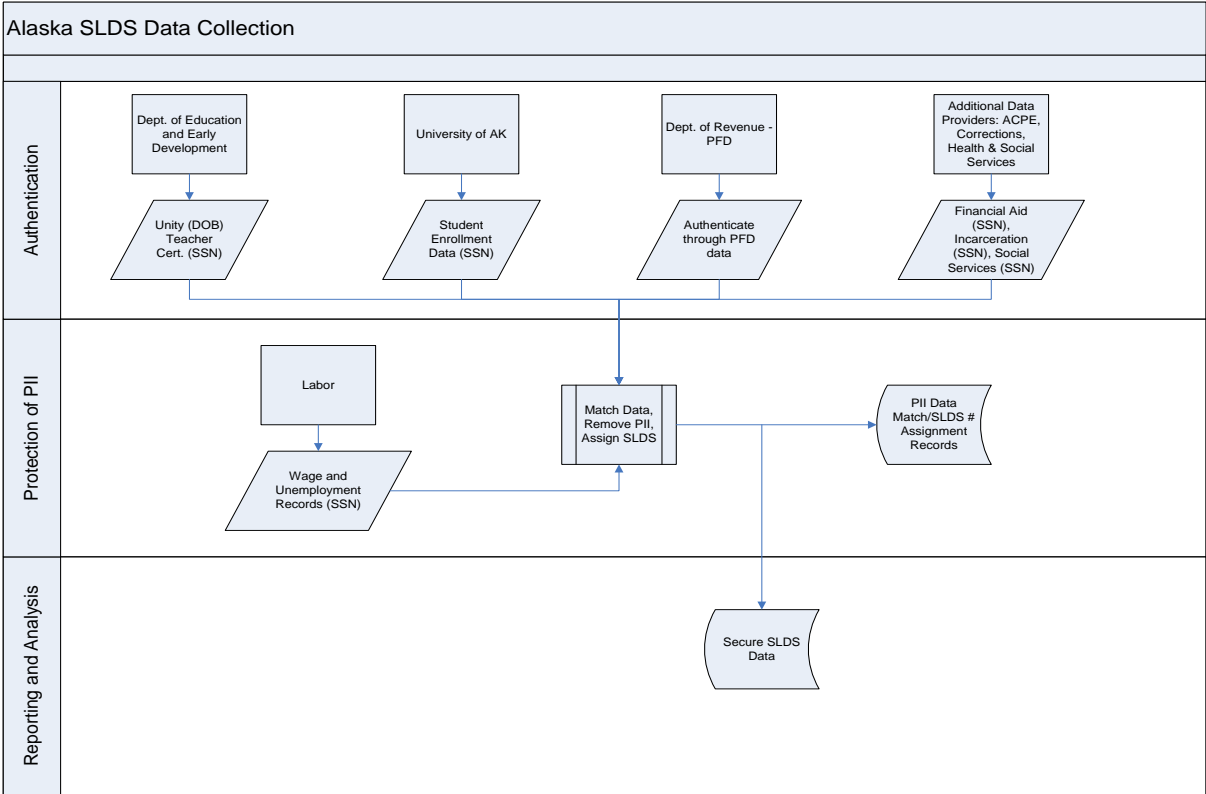 Alaska SLDS Data Collection
Authentication
Dept. of Education
and Early
Development
University of AK
Dept. of Revenue -
PFD
Additional Data
Providers: ACPE,
Corrections,
Health & Social
Services
Unity (DOB)
Teacher
Cert. (SSN)
Student
Enrollment
Data (SSN)
Authenticate
through PFD
data
Financial Aid
(SSN),
Incarceration
(SSN), Social
Services (SSN)
Protection of PII
Labor
Wage and
Unemployment
Records (SSN)
Match Data,
Remove PII,
Assign SLDS
PII Data
Match/SLDS #
Assignment
Records
Reporting and Analysis
Secure SLDS
Data